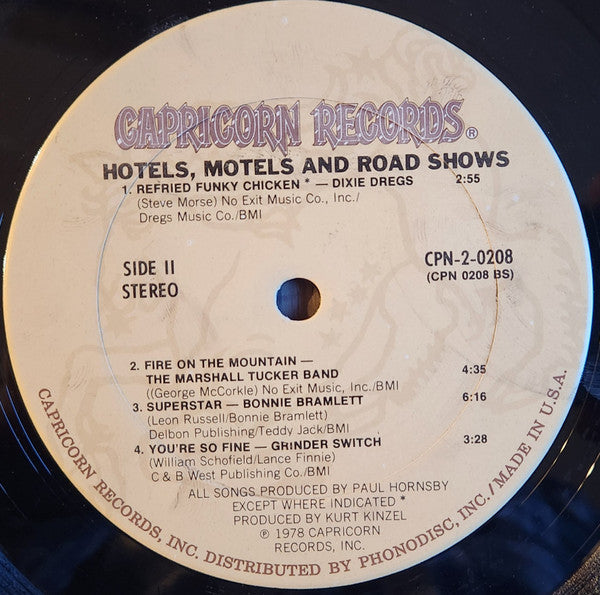 CAPRICORN RECORDS®
HOTELS, MOTELS AND ROAD SHOWS
1. REFRIED FUNKY CHICKEN * — DIXIE DREGS 2:55
(Steve Morse) No Exit Music Co., Inc./
Dregs Music Co./BMI
SIDE II
STEREO
CPN-2-0208
(CPN 0208 BS)
2. FIRE ON THE MOUNTAIN —
THE MARSHALL TUCKER BAND 4:35
((George McCorkle) No Exit Music, Inc./BMI
3. SUPERSTAR — BONNIE BRAMLETT 6:16
(Leon Russell/Bonnie Bramlett)
Delbon Publishing/Teddy Jack/BMI
4. YOU'RE SO FINE — GRINDER SWITCH 3:28
(William Schofield/Lance Finnie)
C & B West Publishing Co./BMI
ALL SONGS PRODUCED BY PAUL HORNSBY
EXCEPT WHERE INDICATED *
PRODUCED BY KURT KINZEL
℗ 1978 CAPRICORN
RECORDS, INC.
CAPRICORN RECORDS, INC. DISTRIBUTED BY PHONODISC, INC./MADE IN U.S.A.